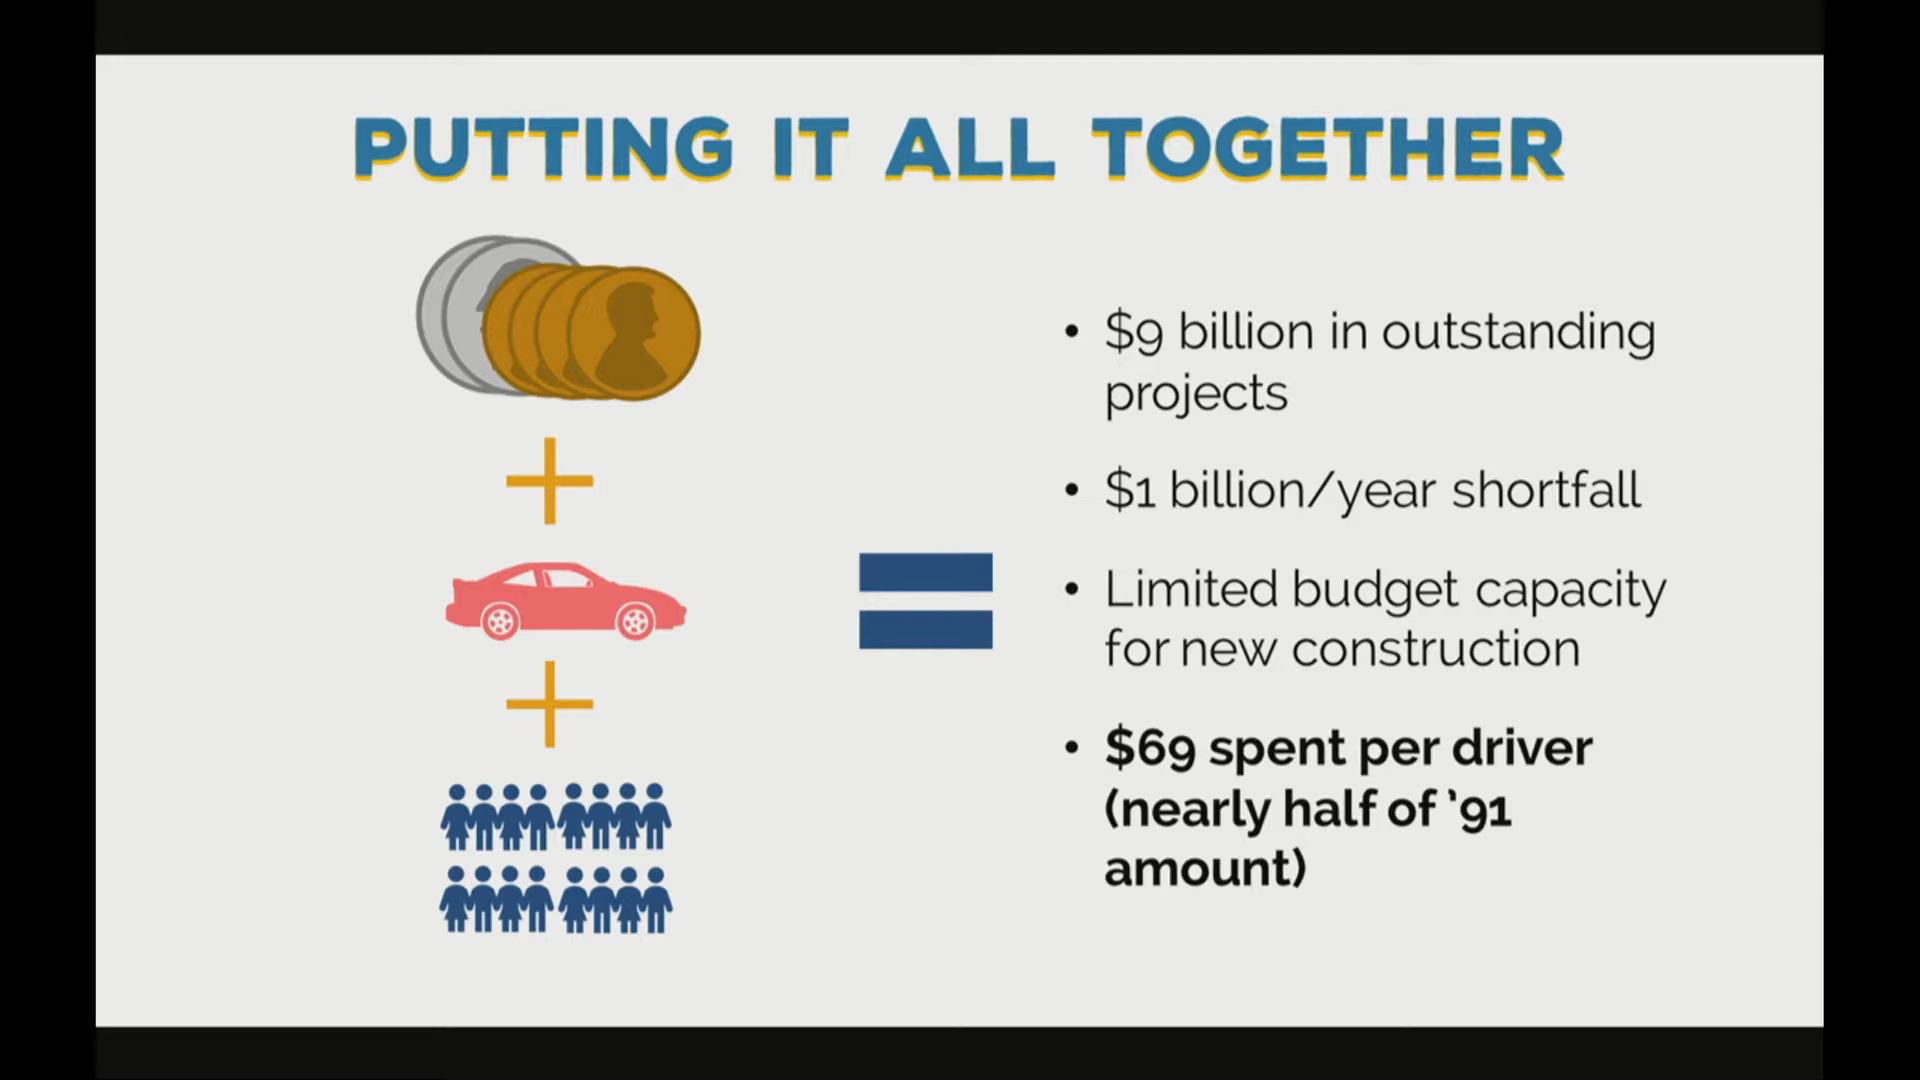 PUTTING IT ALL TOGETHER
• $9 billion in outstanding
projects
• $1 billion/year shortfall
• Limited budget capacity
for new construction
• $69 spent per driver
(nearly half of ’91
amount)